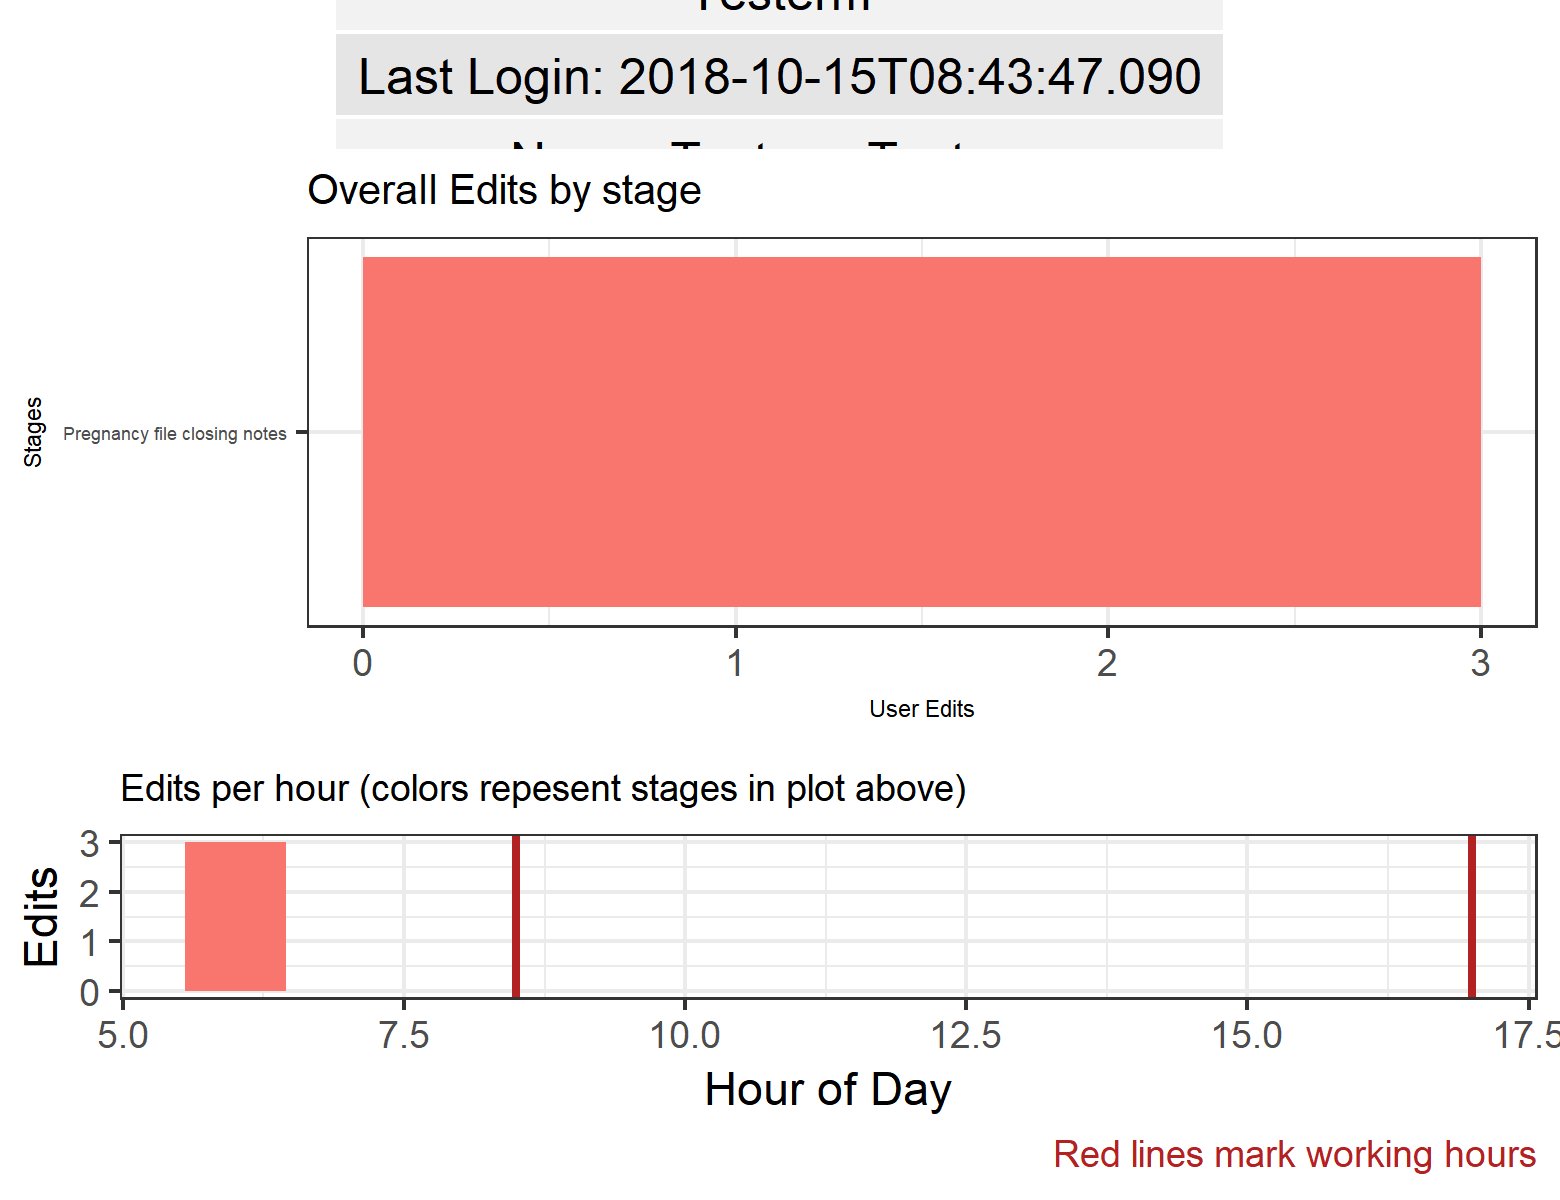 Last Login: 2018-10-15T08:43:47.090
Overall Edits by stage
Stages
Pregnancy file closing notes
0 1 2 3
User Edits
Edits per hour (colors repesent stages in plot above)
Edits
3
2
1
0
5.0 7.5 10.0 12.5 15.0 17.5
Hour of Day
Red lines mark working hours